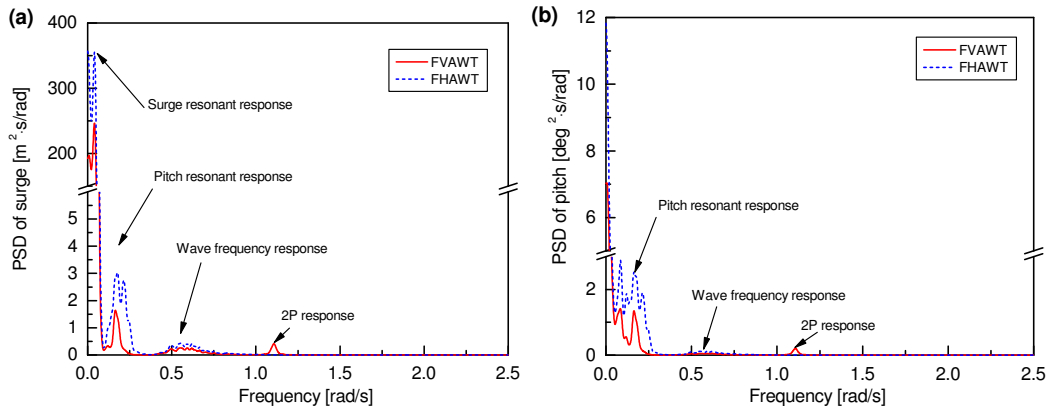 (a)
PSD of surge [m²·s/rad]
400
350
300
250
200
5
4
3
2
1
0
FVAWT
FHAWT
Surge resonant response
Pitch resonant response
Wave frequency response
2P response
0.0 0.5 1.0 1.5 2.0 2.5
Frequency [rad/s]
(b)
PSD of pitch [deg²·s/rad]
12
10
8
6
2
0
FVAWT
FHAWT
Pitch resonant response
Wave frequency response
2P response
0.0 0.5 1.0 1.5 2.0 2.5
Frequency [rad/s]